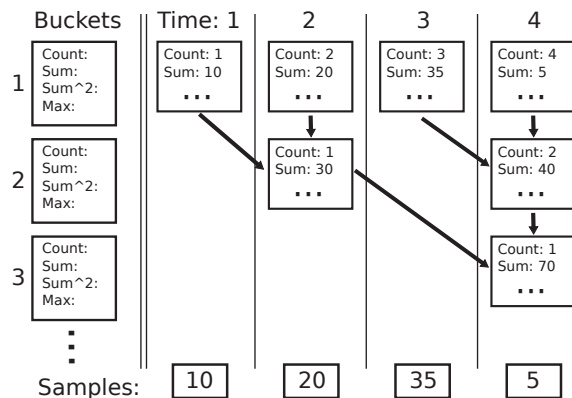 Buckets Time: 1 2 3 4
1
Count:
Sum:
Sum^2:
Max:
Count: 1
Sum: 10
...
Count: 2
Sum: 20
...
Count: 3
Sum: 35
...
Count: 4
Sum: 5
...
2
Count:
Sum:
Sum^2:
Max:
Count: 1
Sum: 30
...
Count: 2
Sum: 40
...
3
Count:
Sum:
Sum^2:
Max:
Count: 1
Sum: 70
...
Samples: 10 20 35 5